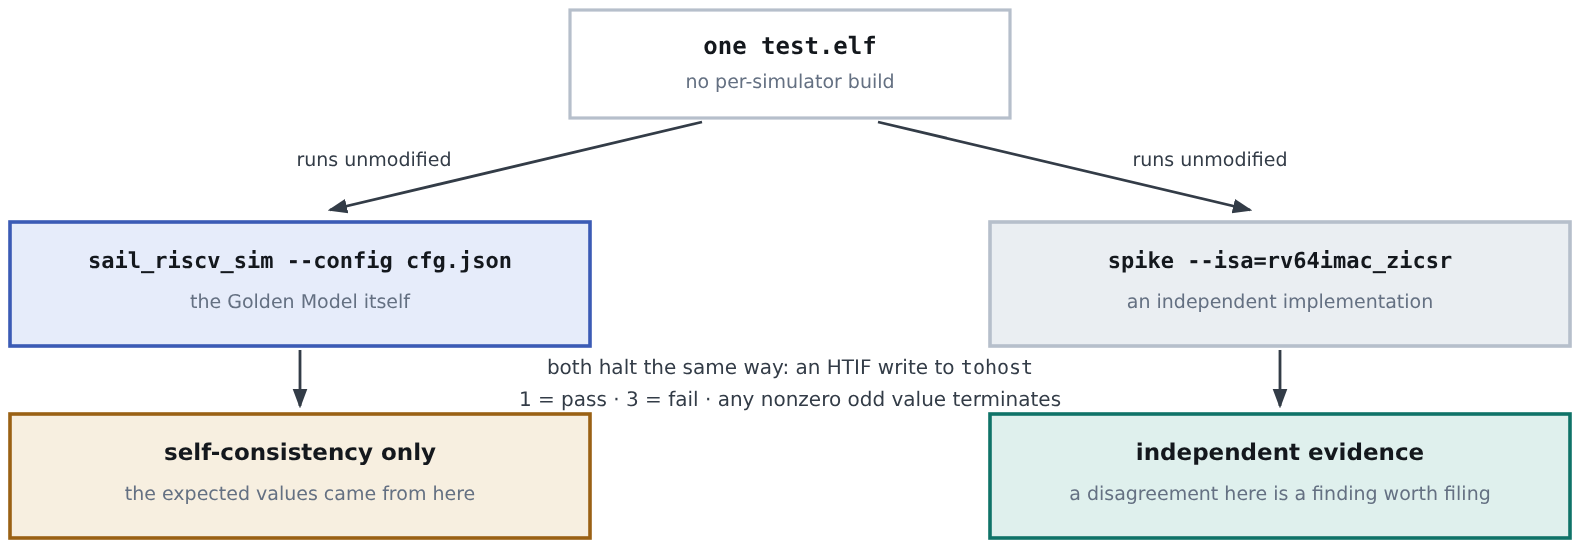 one test.elf
no per-simulator build
runs unmodified
runs unmodified
sail_riscv_sim --config cfg.json
the Golden Model itself
spike --isa=rv64imac_zicsr
an independent implementation
both halt the same way: an HTIF write to tohost
1 = pass · 3 = fail · any nonzero odd value terminates
self-consistency only
the expected values came from here
independent evidence
a disagreement here is a finding worth filing